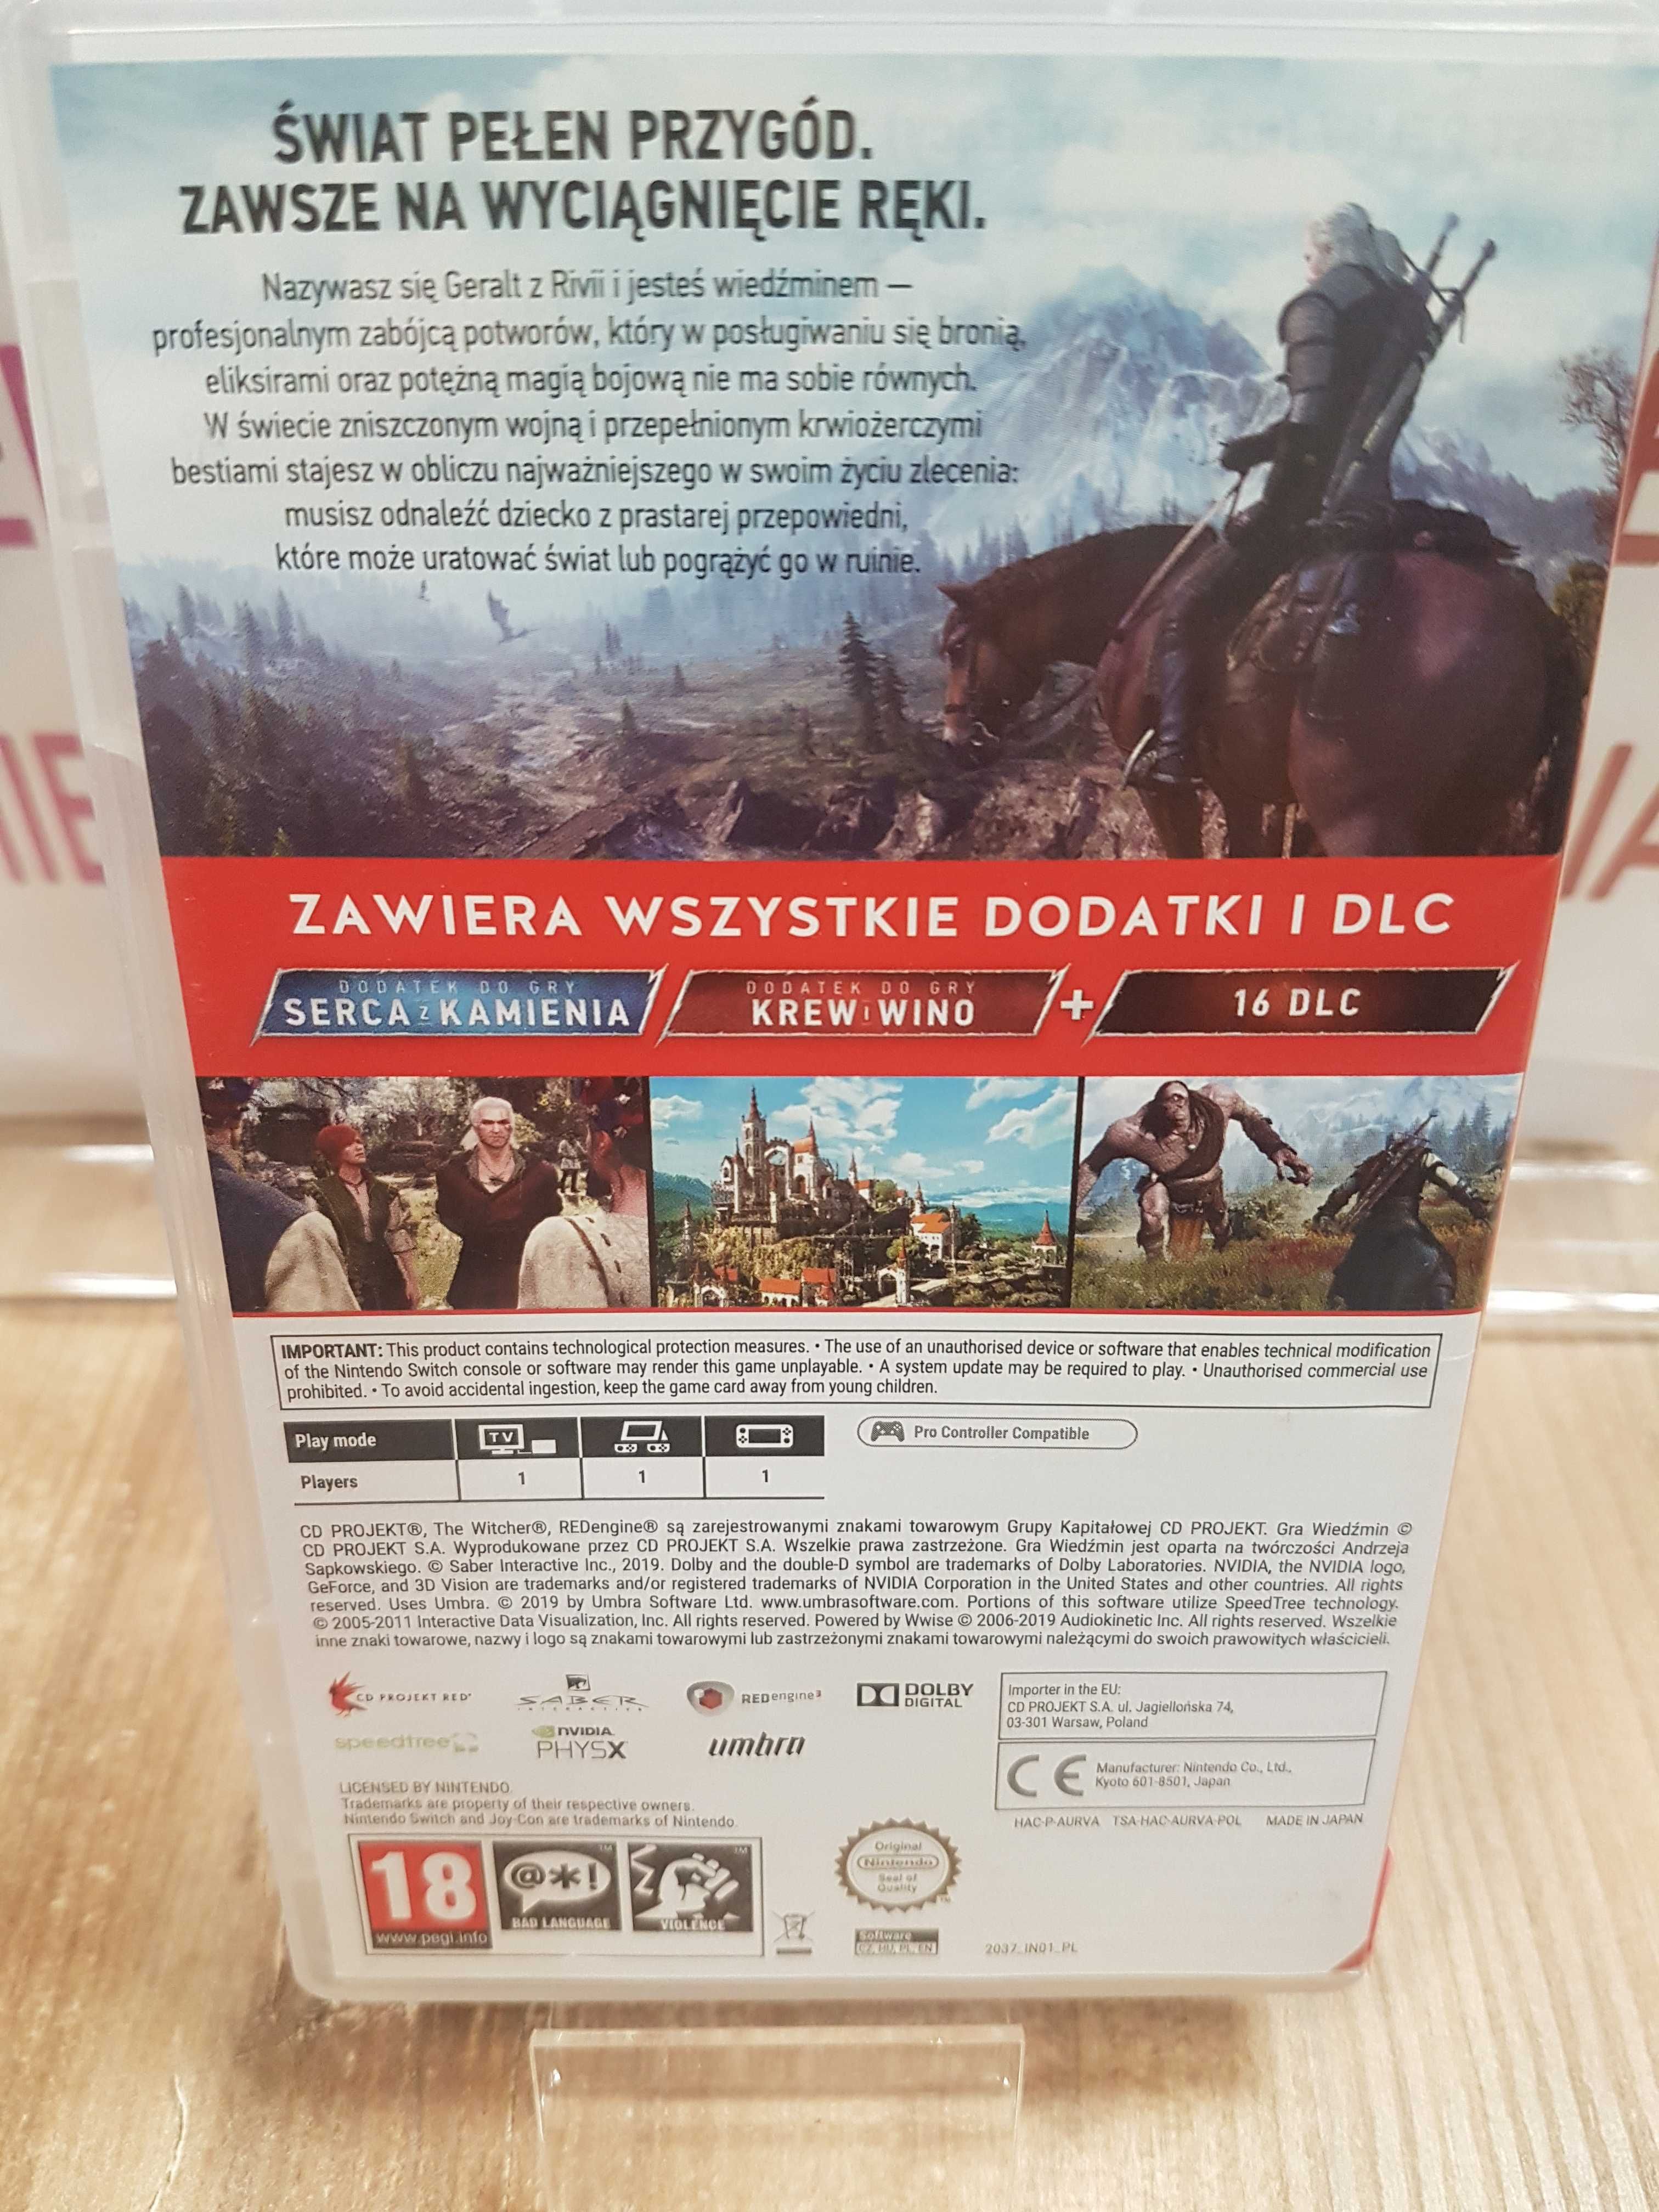 ŚWIAT PEŁEN PRZYGÓD.
ZAWSZE NA WYCIĄGNIĘCIE RĘKI.
Nazywasz się Geralt z Rivii i jesteś wiedźminem —
profesjonalnym zabójcą potworów, który w posługiwaniu się bronią,
eliksirami oraz potężną magią bojową nie ma sobie równych.
W świecie zniszczonym wojną i przepełnionym krwiożerczymi
bestiami stajesz w obliczu najważniejszego w swoim życiu zlecenia:
musisz odnaleźć dziecko z prastarej przepowiedni,
które może uratować świat lub pogrążyć go w ruinie.
ZAWIERA WSZYSTKIE DODATKI I DLC
DODATEK DO GRY
SERCA Z KAMIENIA
DODATEK DO GRY
KREW I WINO
+
16 DLC
IMPORTANT: This product contains technological protection measures. • The use of an unauthorised device or software that enables technical modification
of the Nintendo Switch console or software may render this game unplayable. • A system update may be required to play. • Unauthorised commercial use
prohibited. • To avoid accidental ingestion, keep the game card away from young children.
Play mode
TV
Pro Controller Compatible
Players 1 1 1
CD PROJEKT®, The Witcher®, REDengine® są zarejestrowanymi znakami towarowym Grupy Kapitałowej CD PROJEKT. Gra Wiedźmin ©
CD PROJEKT S.A. Wyprodukowane przez CD PROJEKT S.A. Wszelkie prawa zastrzeżone. Gra Wiedźmin jest oparta na twórczości Andrzeja
Sapkowskiego. © Saber Interactive Inc., 2019. Dolby and the double-D symbol are trademarks of Dolby Laboratories. NVIDIA, the NVIDIA logo,
GeForce, and 3D Vision are trademarks and/or registered trademarks of NVIDIA Corporation in the United States and other countries. All rights
reserved. Uses Umbra. © 2019 by Umbra Software Ltd. www.umbrasoftware.com. Portions of this software utilize SpeedTree technology.
© 2005-2011 Interactive Data Visualization, Inc. All rights reserved. Powered by Wwise © 2006-2019 Audiokinetic Inc. All rights reserved. Wszelkie
inne znaki towarowe, nazwy i logo są znakami towarowymi lub zastrzeżonymi znakami towarowymi należącymi do swoich prawowitych właścicieli.
CD PROJEKT RED®
SABER
INTERACTIVE
REDengine3
DOLBY
DIGITAL
speedtree
NVIDIA
PHYSX
umbra
Importer in the EU:
CD PROJEKT S.A. ul. Jagiellońska 74,
03-301 Warsaw, Poland
CE
Manufacturer: Nintendo Co., Ltd.,
Kyoto 601-8501, Japan
LICENSED BY NINTENDO.
Trademarks are property of their respective owners.
Nintendo Switch and Joy-Con are trademarks of Nintendo.
HAC-P-AURVA TSA-HAC-AURVA-POL MADE IN JAPAN
18
www.pegi.info
@*!
BAD LANGUAGE
VIOLENCE
Original
Nintendo
Seal of
Quality
Software
CZ, HU, PL, EN
2037_IN01_PL